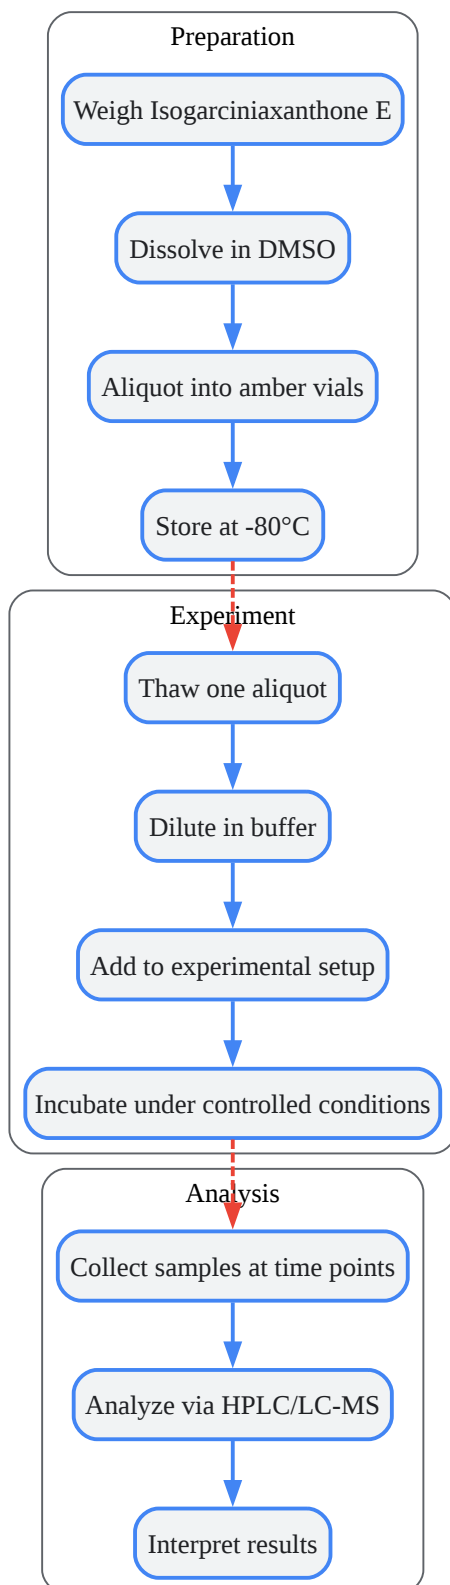 Preparation
Weigh Isogarciniaxanthone E
Dissolve in DMSO
Aliquot into amber vials
Store at -80°C
Experiment
Thaw one aliquot
Dilute in buffer
Add to experimental setup
Incubate under controlled conditions
Analysis
Collect samples at time points
Analyze via HPLC/LC-MS
Interpret results